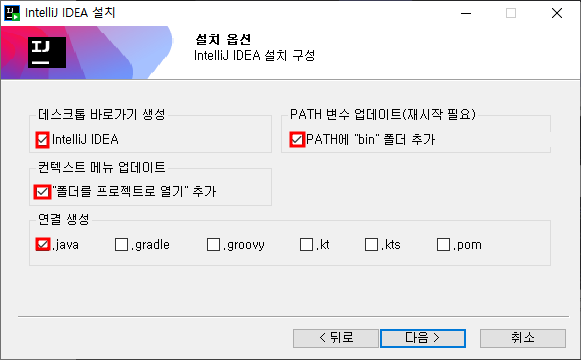 IntelliJ IDEA 설치
IJ
설치 옵션
IntelliJ IDEA 설치 구성
데스크톱 바로가기 생성
IntelliJ IDEA
PATH 변수 업데이트(재시작 필요)
PATH에 "bin" 폴더 추가
컨텍스트 메뉴 업데이트
"폴더를 프로젝트로 열기" 추가
연결 생성
.java .gradle .groovy .kt .kts .pom
< 뒤로 다음 > 취소